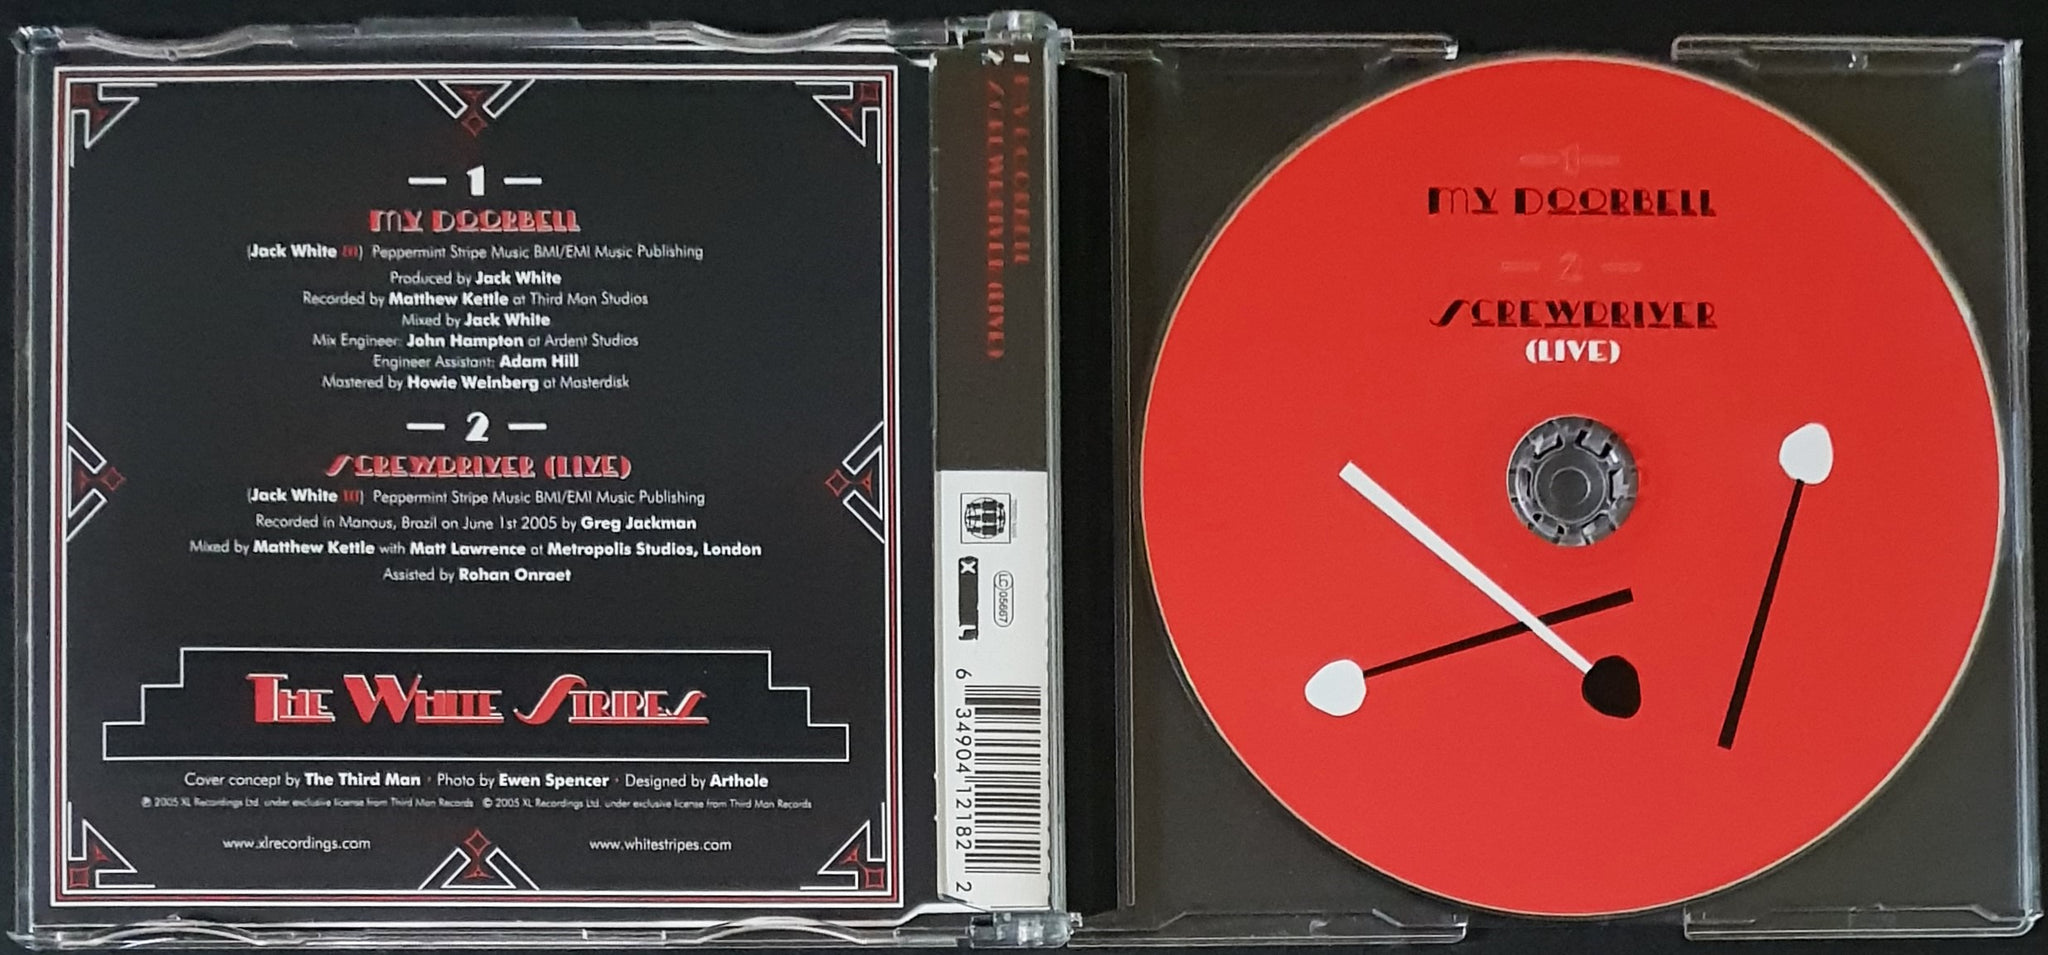 — 1 —
MY DOORBELL
(Jack White III) Peppermint Stripe Music BMI/EMI Music Publishing
Produced by Jack White
Recorded by Matthew Kettle at Third Man Studios
Mixed by Jack White
Mix Engineer: John Hampton at Ardent Studios
Engineer Assistant: Adam Hill
Mastered by Howie Weinberg at Masterdisk
— 2 —
SCREWDRIVER (LIVE)
(Jack White III) Peppermint Stripe Music BMI/EMI Music Publishing
Recorded in Manaus, Brazil on June 1st 2005 by Greg Jackman
Mixed by Matthew Kettle with Matt Lawrence at Metropolis Studios, London
Assisted by Rohan Onraet
THE WHITE STRIPES
Cover concept by The Third Man · Photo by Ewen Spencer · Designed by Arthole
℗ 2005 XL Recordings Ltd. under exclusive license from Third Man Records © 2005 XL Recordings Ltd. under exclusive license from Third Man Records
www.xlrecordings.com www.whitestripes.com
1 MY DOORBELL
2 SCREWDRIVER (LIVE)
LC 05667
6 34904 12182 2
— 1 —
MY DOORBELL
— 2 —
SCREWDRIVER
(LIVE)